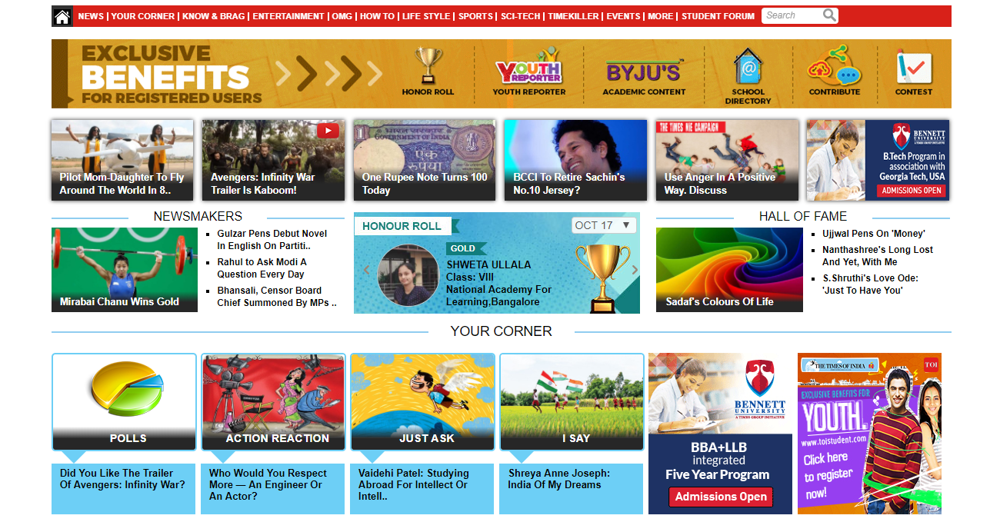 NEWS | YOUR CORNER | KNOW & BRAG | ENTERTAINMENT | OMG | HOW TO | LIFE STYLE | SPORTS | SCI-TECH | TIMEKILLER | EVENTS | MORE | STUDENT FORUM Search
EXCLUSIVE
BENEFITS
FOR REGISTERED USERS
HONOR ROLL
YOUTH
REPORTER
YOUTH REPORTER
BYJU'S
ACADEMIC CONTENT
SCHOOL
DIRECTORY
CONTRIBUTE
CONTEST
Pilot Mom-Daughter To Fly
Around The World In 8..
Avengers: Infinity War
Trailer Is Kaboom!
भारत सरकार
GOVERNMENT OF INDIA
एक
रुपया
One Rupee Note Turns 100
Today
BCCI To Retire Sachin's
No.10 Jersey?
THE TIMES NIE CAMPAIGN
Use Anger In A Positive
Way. Discuss
BENNETT
UNIVERSITY
B.Tech Program in
association with
Georgia Tech, USA
ADMISSIONS OPEN
NEWSMAKERS
Mirabai Chanu Wins Gold
Gulzar Pens Debut Novel
In English On Partiti..
Rahul to Ask Modi A
Question Every Day
Bhansali, Censor Board
Chief Summoned By MPs ..
HONOUR ROLL
OCT 17 ▼
GOLD
SHWETA ULLALA
Class: VIII
National Academy For
Learning,Bangalore
HALL OF FAME
Sadaf's Colours Of Life
Ujjwal Pens On 'Money'
Nanthashree's Long Lost
And Yet, With Me
S.Shruthi's Love Ode:
'Just To Have You'
YOUR CORNER
POLLS
Did You Like The Trailer
Of Avengers: Infinity War?
ACTION REACTION
Who Would You Respect
More — An Engineer Or
An Actor?
JUST ASK
Vaidehi Patel: Studying
Abroad For Intellect Or
Intell..
I SAY
Shreya Anne Joseph:
India Of My Dreams
BENNETT
UNIVERSITY
A TIMES GROUP INITIATIVE
BBA+LLB
integrated
Five Year Program
Admissions Open
THE TIMES OF INDIA
TOI
EXCLUSIVE BENEFITS FOR
YOUTH.
www.toistudent.com
Click here
to register
now!